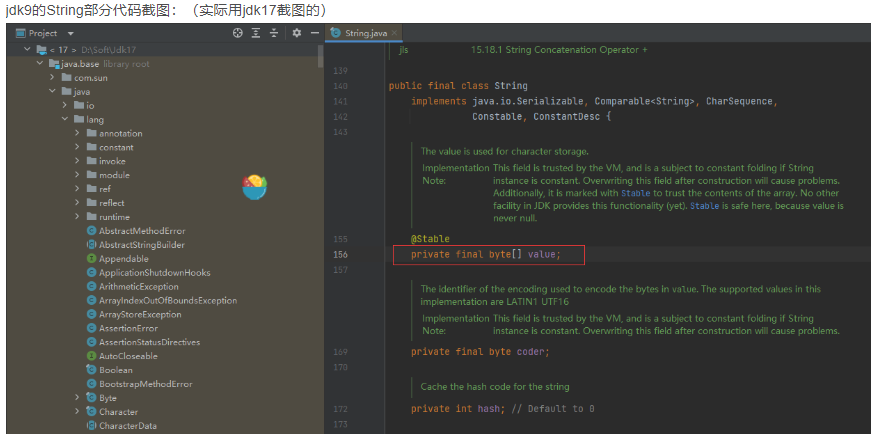 jdk9的String部分代码截图：（实际用jdk17截图的）
Project
String.java
< 17 > D:\Soft\Jdk17
java.base library root
com.sun
java
io
lang
annotation
constant
invoke
module
ref
reflect
runtime
AbstractMethodError
AbstractStringBuilder
Appendable
ApplicationShutdownHooks
ArithmeticException
ArrayIndexOutOfBoundsException
ArrayStoreException
AssertionError
AssertionStatusDirectives
AutoCloseable
Boolean
BootstrapMethodError
Byte
Character
CharacterData
jls 15.18.1 String Concatenation Operator +
139
140 public final class String
141 implements java.io.Serializable, Comparable<String>, CharSequence,
142 Constable, ConstantDesc {
143
The value is used for character storage.
Implementation This field is trusted by the VM, and is a subject to constant folding if String
Note: instance is constant. Overwriting this field after construction will cause problems.
Additionally, it is marked with Stable to trust the contents of the array. No other
facility in JDK provides this functionality (yet). Stable is safe here, because value is
never null.
155 @Stable
156 private final byte[] value;
157
The identifier of the encoding used to encode the bytes in value. The supported values in this
implementation are LATIN1 UTF16
Implementation This field is trusted by the VM, and is a subject to constant folding if String
Note: instance is constant. Overwriting this field after construction will cause problems.
169 private final byte coder;
170
Cache the hash code for the string
172 private int hash; // Default to 0
173